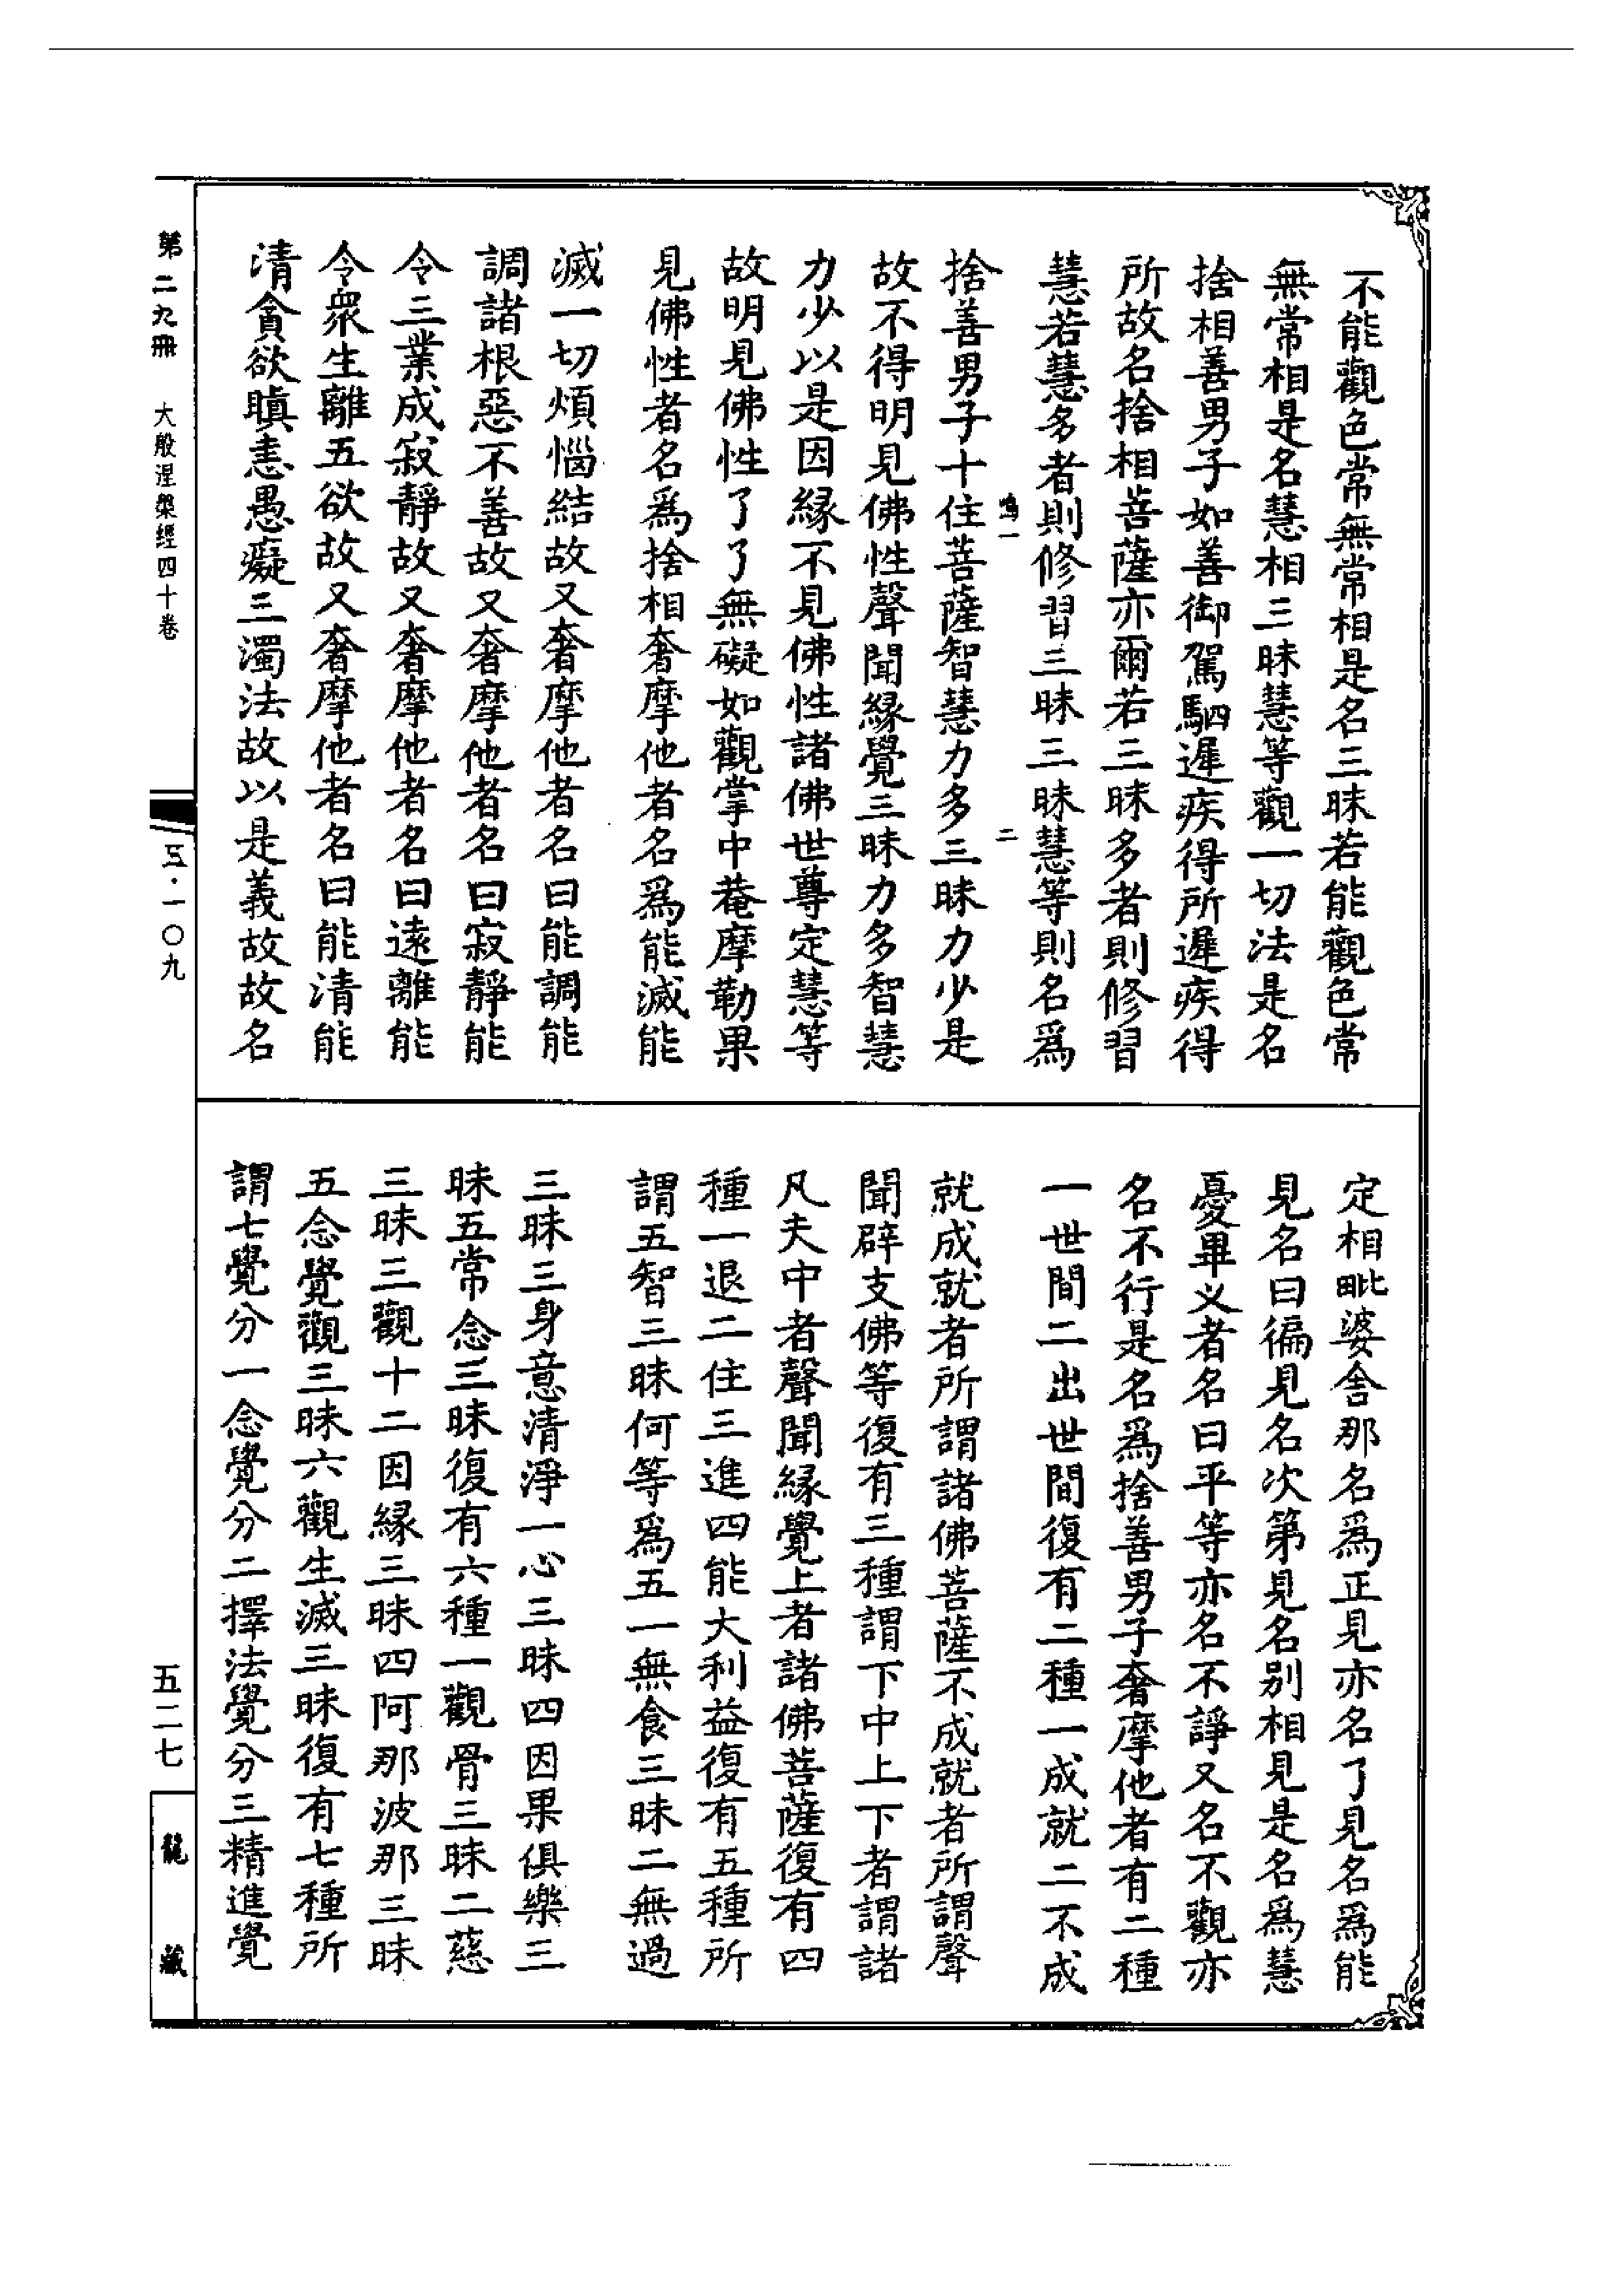 不能觀色常無常相是名三昧若能觀色常
無常相是名慧相三昧慧等觀一切法是名
捨相善男子如善御駕駟遲疾得所遲疾得
所故名捨相菩薩亦爾若三昧多者則修習
慧若慧多者則修習三昧三昧慧等則名爲
鳴一
二
捨善男子十住菩薩智慧力多三昧力少是
故不得明見佛性聲聞緣覺三昧力多智慧
力少以是因緣不見佛性諸佛世尊定慧等
故明見佛性了了無礙如觀掌中菴摩勒果
見佛性者名爲捨相奢摩他者名爲能滅能
滅一切煩惱結故又奢摩他者名曰能調能
調諸根惡不善故又奢摩他者名曰寂靜能
令三業成寂靜故又奢摩他者名曰遠離能
令衆生離五欲故又奢摩他者名曰能清能
清貪欲瞋恚愚癡三濁法故以是義故故名
定相毗婆舍那名爲正見亦名了見名爲能
見名曰徧見名次第見名別相見是名爲慧
憂畢义者名曰平等亦名不諍又名不觀亦
名不行是名爲捨善男子奢摩他者有二種
一世間二出世間復有二種一成就二不成
就成就者所謂諸佛菩薩不成就者所謂聲
聞辟支佛等復有三種謂下中上下者謂諸
凡夫中者聲聞緣覺上者諸佛菩薩復有四
種一退二住三進四能大利益復有五種所
謂五智三昧何等爲五一無食三昧二無過
三昧三身意清淨一心三昧四因果俱樂三
昧五常念三昧復有六種一觀骨三昧二慈
三昧三觀十二因緣三昧四阿那波那三昧
五念覺觀三昧六觀生滅三昧復有七種所
謂七覺分一念覺分二擇法覺分三精進覺
第二九冊 大般涅槃經四十卷
五·一〇九
五二七
龍藏